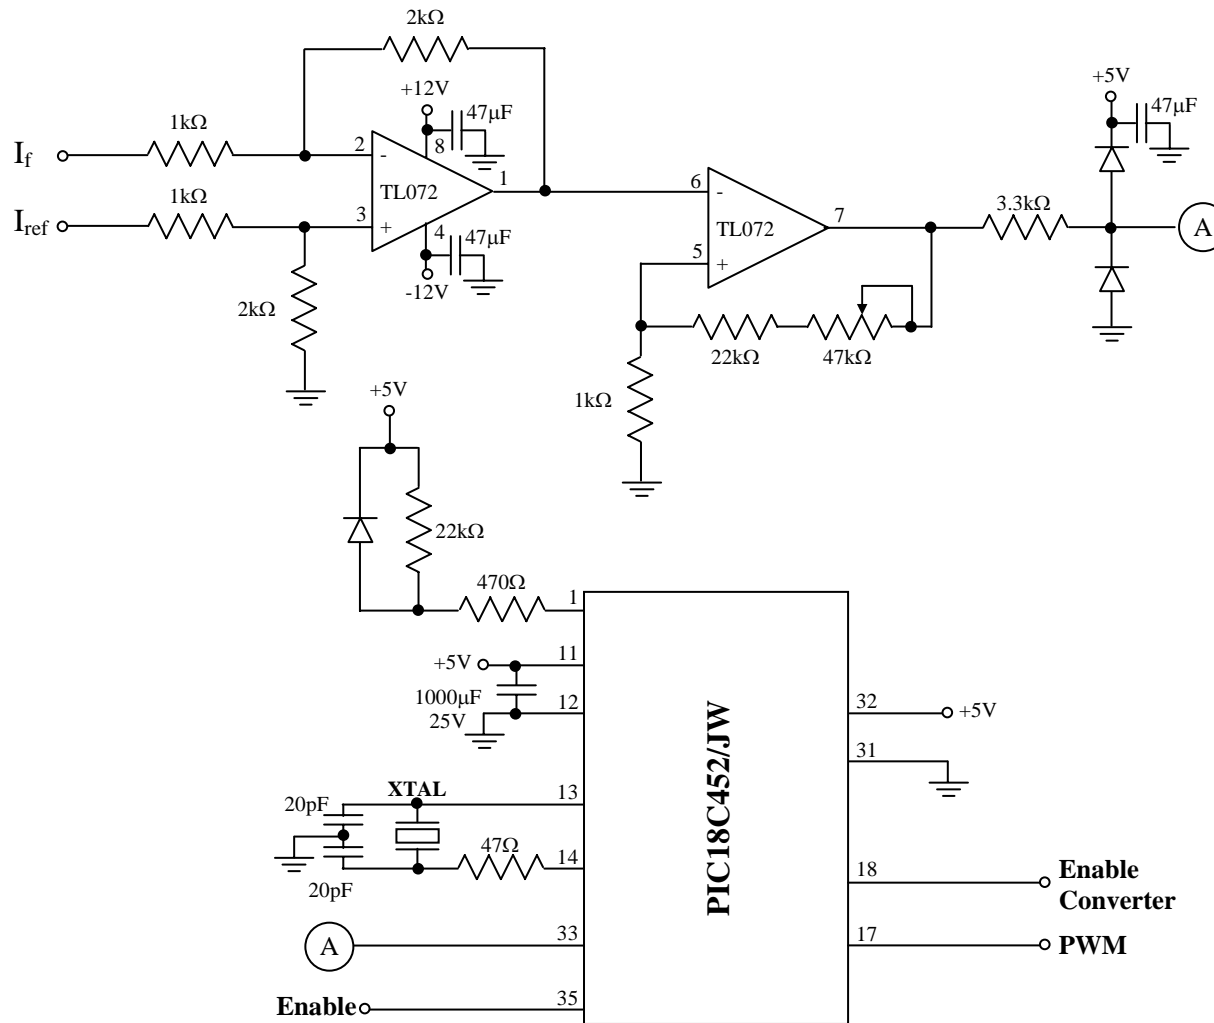 2kΩ
+12V
47μF
+5V
47μF
1kΩ
If
2
-
8
TL072
1
6
-
1kΩ
Iref
3
+
4
47μF
-12V
TL072
7
5
+
3.3kΩ
A
2kΩ
22kΩ
47kΩ
1kΩ
+5V
22kΩ
470Ω
1
+5V
11
1000μF
25V
12
32
+5V
31
PIC18C452/JW
XTAL
20pF
13
47Ω
14
20pF
18
Enable
Converter
A
33
17
PWM
Enable
35